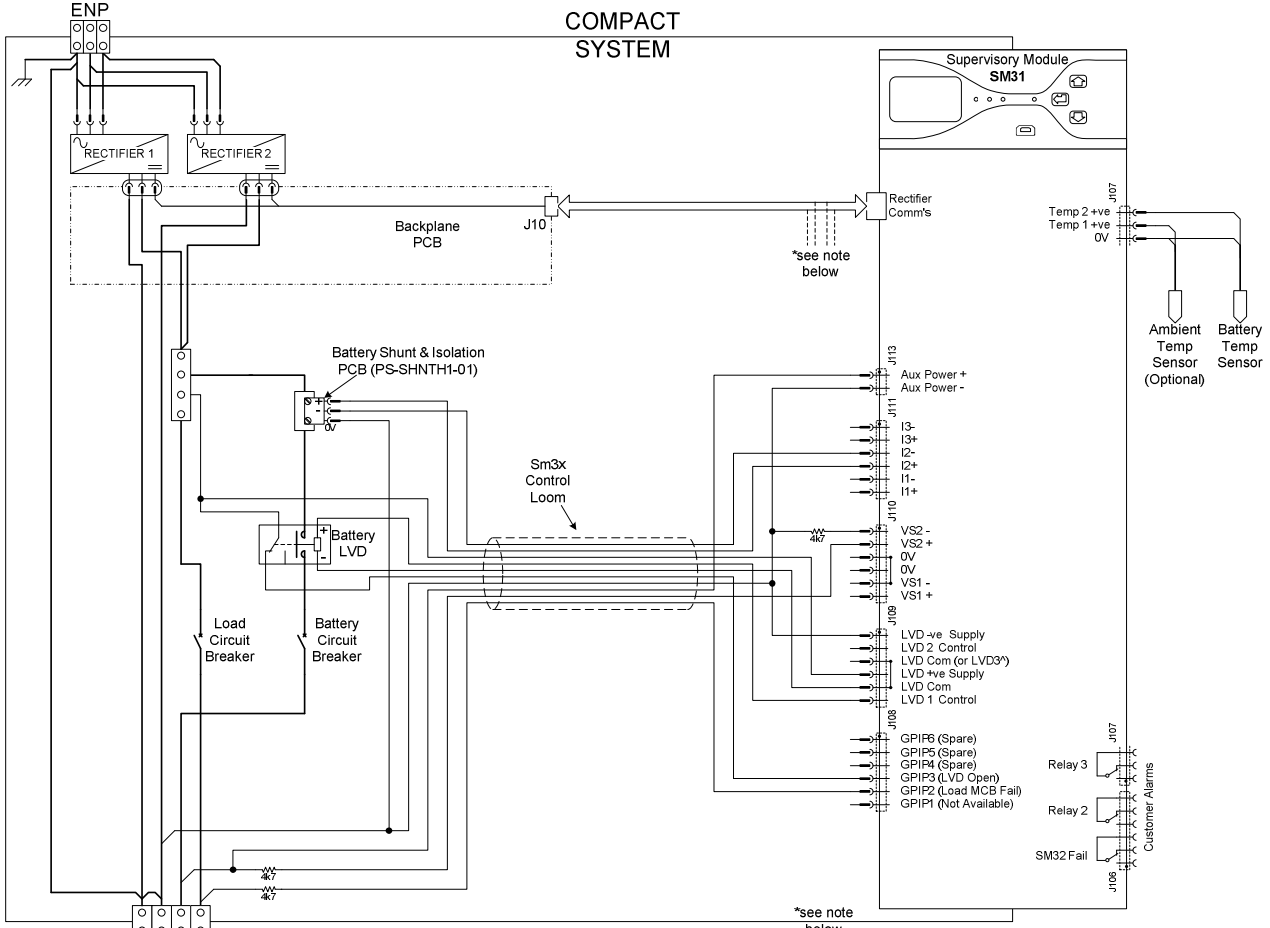 ENP
COMPACT
SYSTEM
Supervisory Module
SM31
RECTIFIER 1
RECTIFIER 2
Backplane
PCB
J10
Rectifier
Comm's
*see note
below
J107
Temp 2 +ve
Temp 1 +ve
0V
Ambient
Temp
Sensor
(Optional)
Battery
Temp
Sensor
Battery Shunt & Isolation
PCB (PS-SHNTH1-01)
+
-
0V
J113
Aux Power +
Aux Power -
J111
I3-
I3+
I2-
I2+
I1-
I1+
Sm3x
Control
Loom
J110
4k7
VS2 -
VS2 +
0V
0V
VS1 -
VS1 +
+
Battery
LVD
-
J109
LVD -ve Supply
LVD 2 Control
LVD Com (or LVD3^)
LVD +ve Supply
LVD Com
LVD 1 Control
Load
Circuit
Breaker
Battery
Circuit
Breaker
J108
GPIP6 (Spare)
GPIP5 (Spare)
GPIP4 (Spare)
GPIP3 (LVD Open)
GPIP2 (Load MCB Fail)
GPIP1 (Not Available)
J107
Relay 3
Relay 2
SM32 Fail
Customer Alarms
J106
4k7
4k7
*see note
below